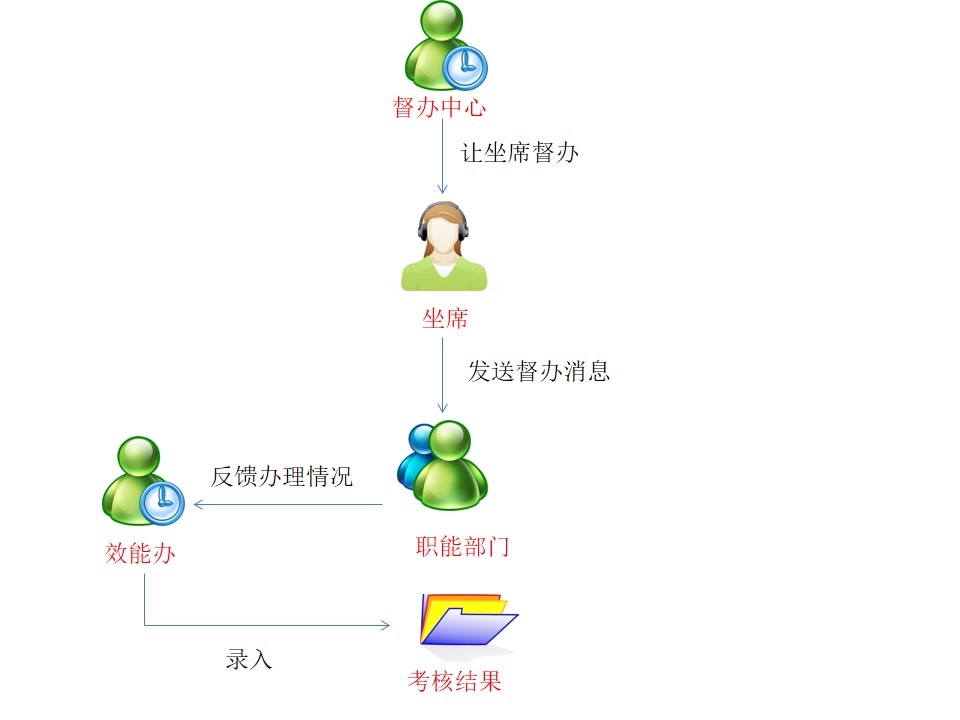 督办中心
让坐席督办
坐席
发送督办消息
反馈办理情况
职能部门
效能办
录入
考核结果